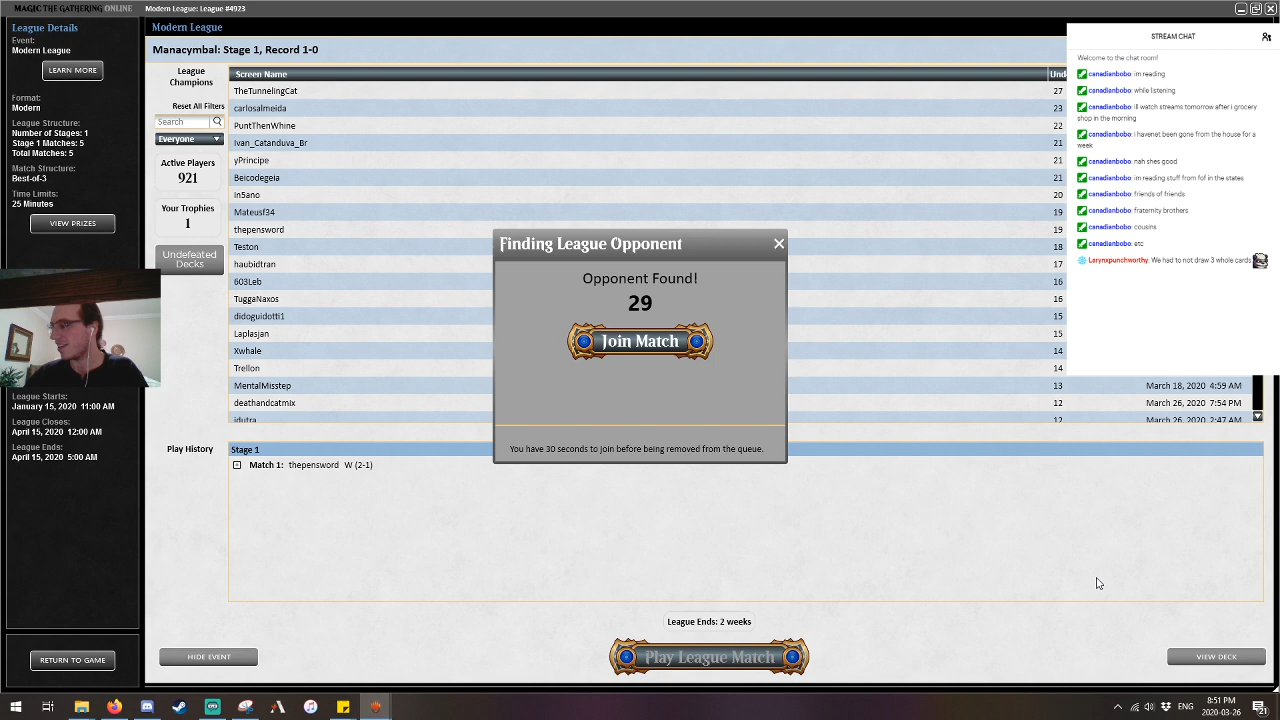 MAGIC THE GATHERING ONLINE
Modern League: League #4923
League Details
Event:
Modern League
LEARN MORE
Format:
Modern
League Structure:
Number of Stages: 1
Stage 1 Matches: 5
Total Matches: 5
Match Structure:
Best-of-3
Time Limits:
25 Minutes
VIEW PRIZES
League Starts:
January 15, 2020 11:00 AM
League Closes:
April 15, 2020 12:00 AM
League Ends:
April 15, 2020 5:00 AM
RETURN TO GAME
Modern League
Manacymbal: Stage 1, Record 1-0
League
Champions
Reset All Filters
Search
Everyone
Active Players
921
Your Trophies
1
Undefeated
Decks
Screen Name
TheTunnelingCat 27
carlosalmeida 23
PuntThenWhine 22
Ivan_Catanduva_Br 21
yPrincipe 21
Beicodegeia 21
in5ano 20
Mateusf34 19
thepensword 19
Teston 18
haubidtran 17
603Leb 16
TuggaNaxos 16
didoguidotti1 15
Laplasjan 15
Xwhale 14
Trellon 14
MentalMisstep 13 March 18, 2020 4:59 AM
deathandcatmix 12 March 26, 2020 7:54 PM
idutra 12 March 26, 2020 2:47 AM
Finding League Opponent
Opponent Found!
29
Join Match
You have 30 seconds to join before being removed from the queue.
STREAM CHAT
Welcome to the chat room!
canadianbobo: im reading
canadianbobo: while listening
canadianbobo: ill watch streams tomorrow after i grocery
shop in the morning
canadianbobo: i havenet been gone from the house for a
week
canadianbobo: nah shes good
canadianbobo: im reading stuff from fof in the states
canadianbobo: friends of friends
canadianbobo: fraternity brothers
canadianbobo: cousins
canadianbobo: etc
Larynxpunchworthy: We had to not draw 3 whole cards
Play History
Stage 1
Match 1: thepensword W (2-1)
League Ends: 2 weeks
HIDE EVENT
Play League Match
VIEW DECK
ENG
8:51 PM
2020-03-26
21